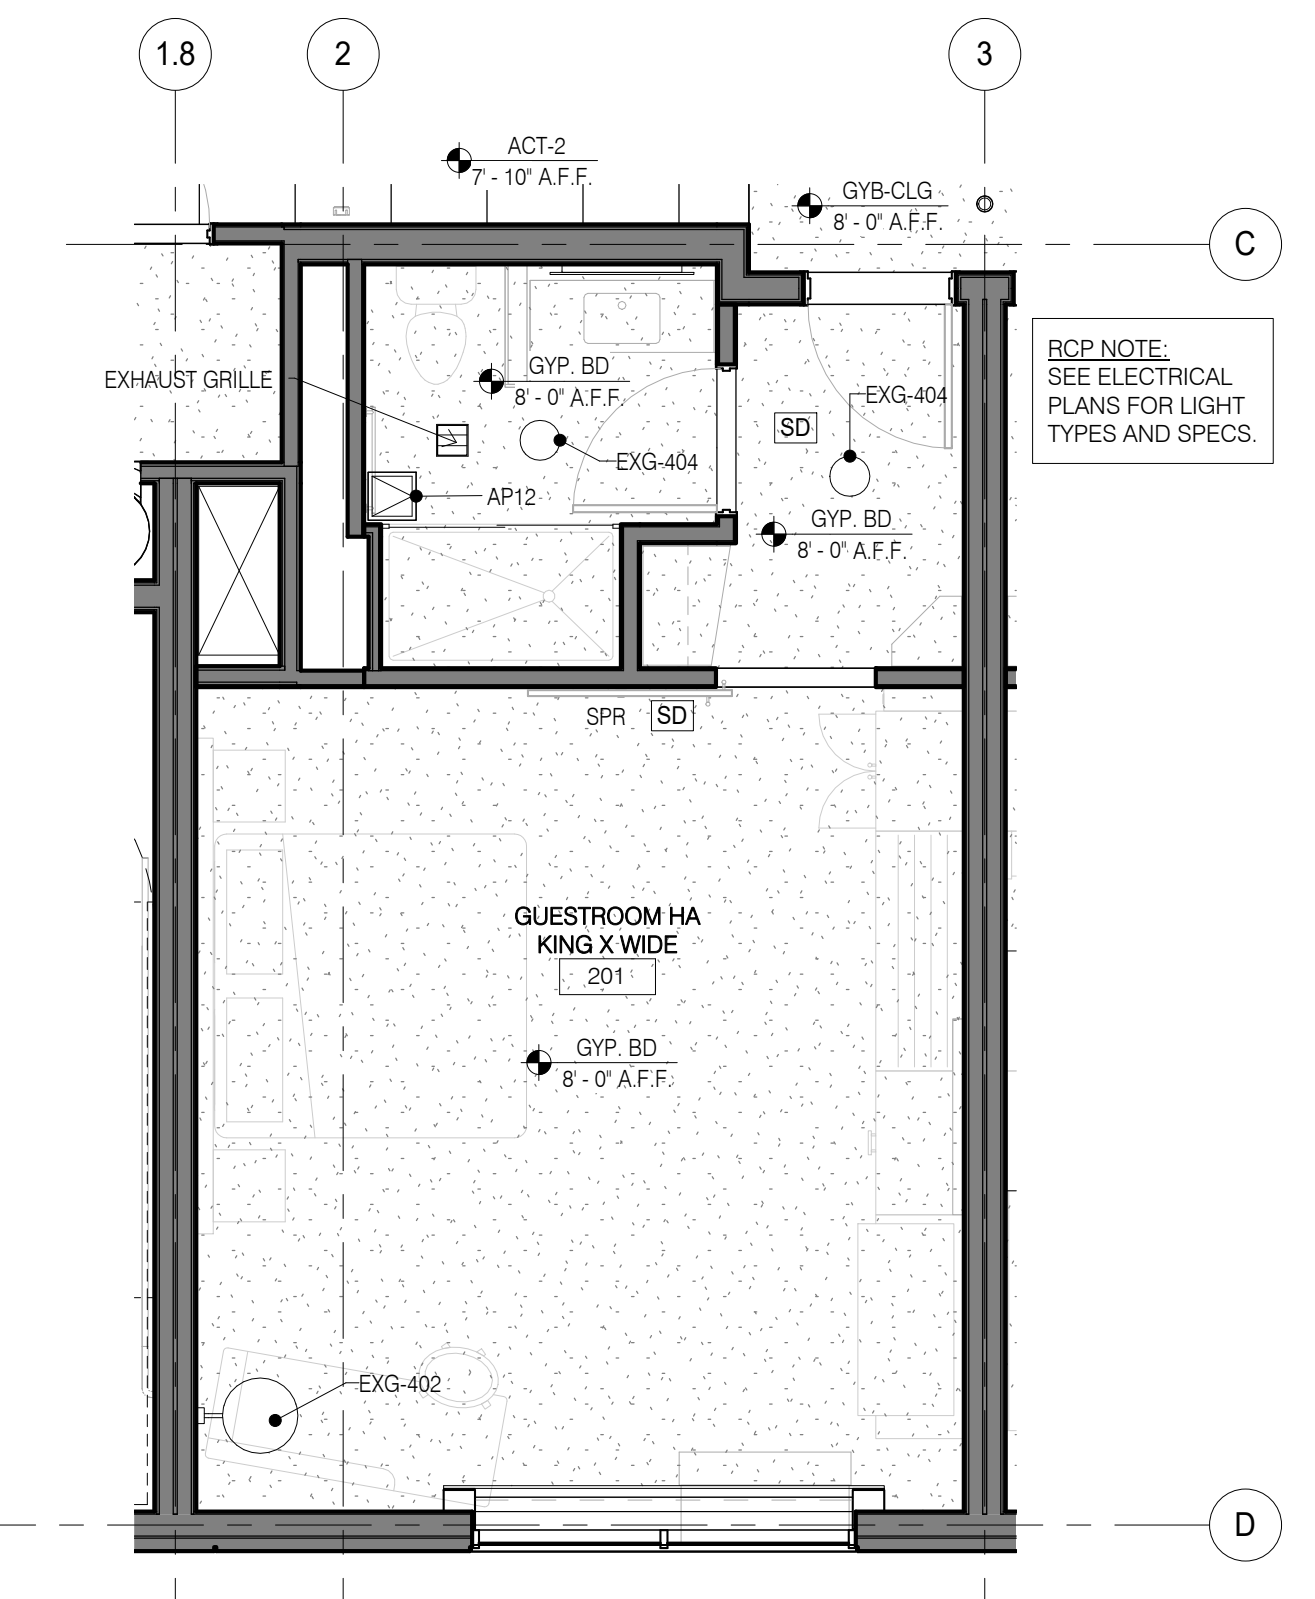 1.8
2
3
ACT-2
7' - 10" A.F.F.
GYB-CLG
8' - 0" A.F.F.
C
RCP NOTE:
SEE ELECTRICAL
PLANS FOR LIGHT
TYPES AND SPECS.
EXHAUST GRILLE
GYP. BD
8' - 0" A.F.F.
EXG-404
SD
EXG-404
AP12
GYP. BD
8' - 0" A.F.F.
SPR
SD
GUESTROOM HA
KING X WIDE
201
GYP. BD
8' - 0" A.F.F.
EXG-402
D